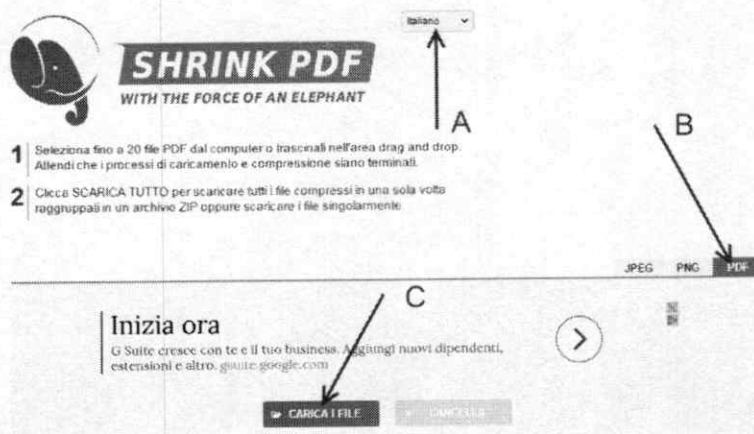 Italiano
SHRINK PDF
WITH THE FORCE OF AN ELEPHANT
A
B
1 Seleziona fino a 20 file PDF dal computer o trascinali nell'area drag and drop.
Attendi che i processi di caricamento e compressione siano terminati.
2 Clicca SCARICA TUTTO per scaricare tutti i file compressi in una sola volta
raggruppati in un archivio ZIP oppure scaricare i file singolarmente
JPEG PNG PDF
C
Inizia ora
G Suite cresce con te e il tuo business. Aggiungi nuovi dipendenti,
estensioni e altro. gsuite.google.com
CARICA I FILE CANCELLA